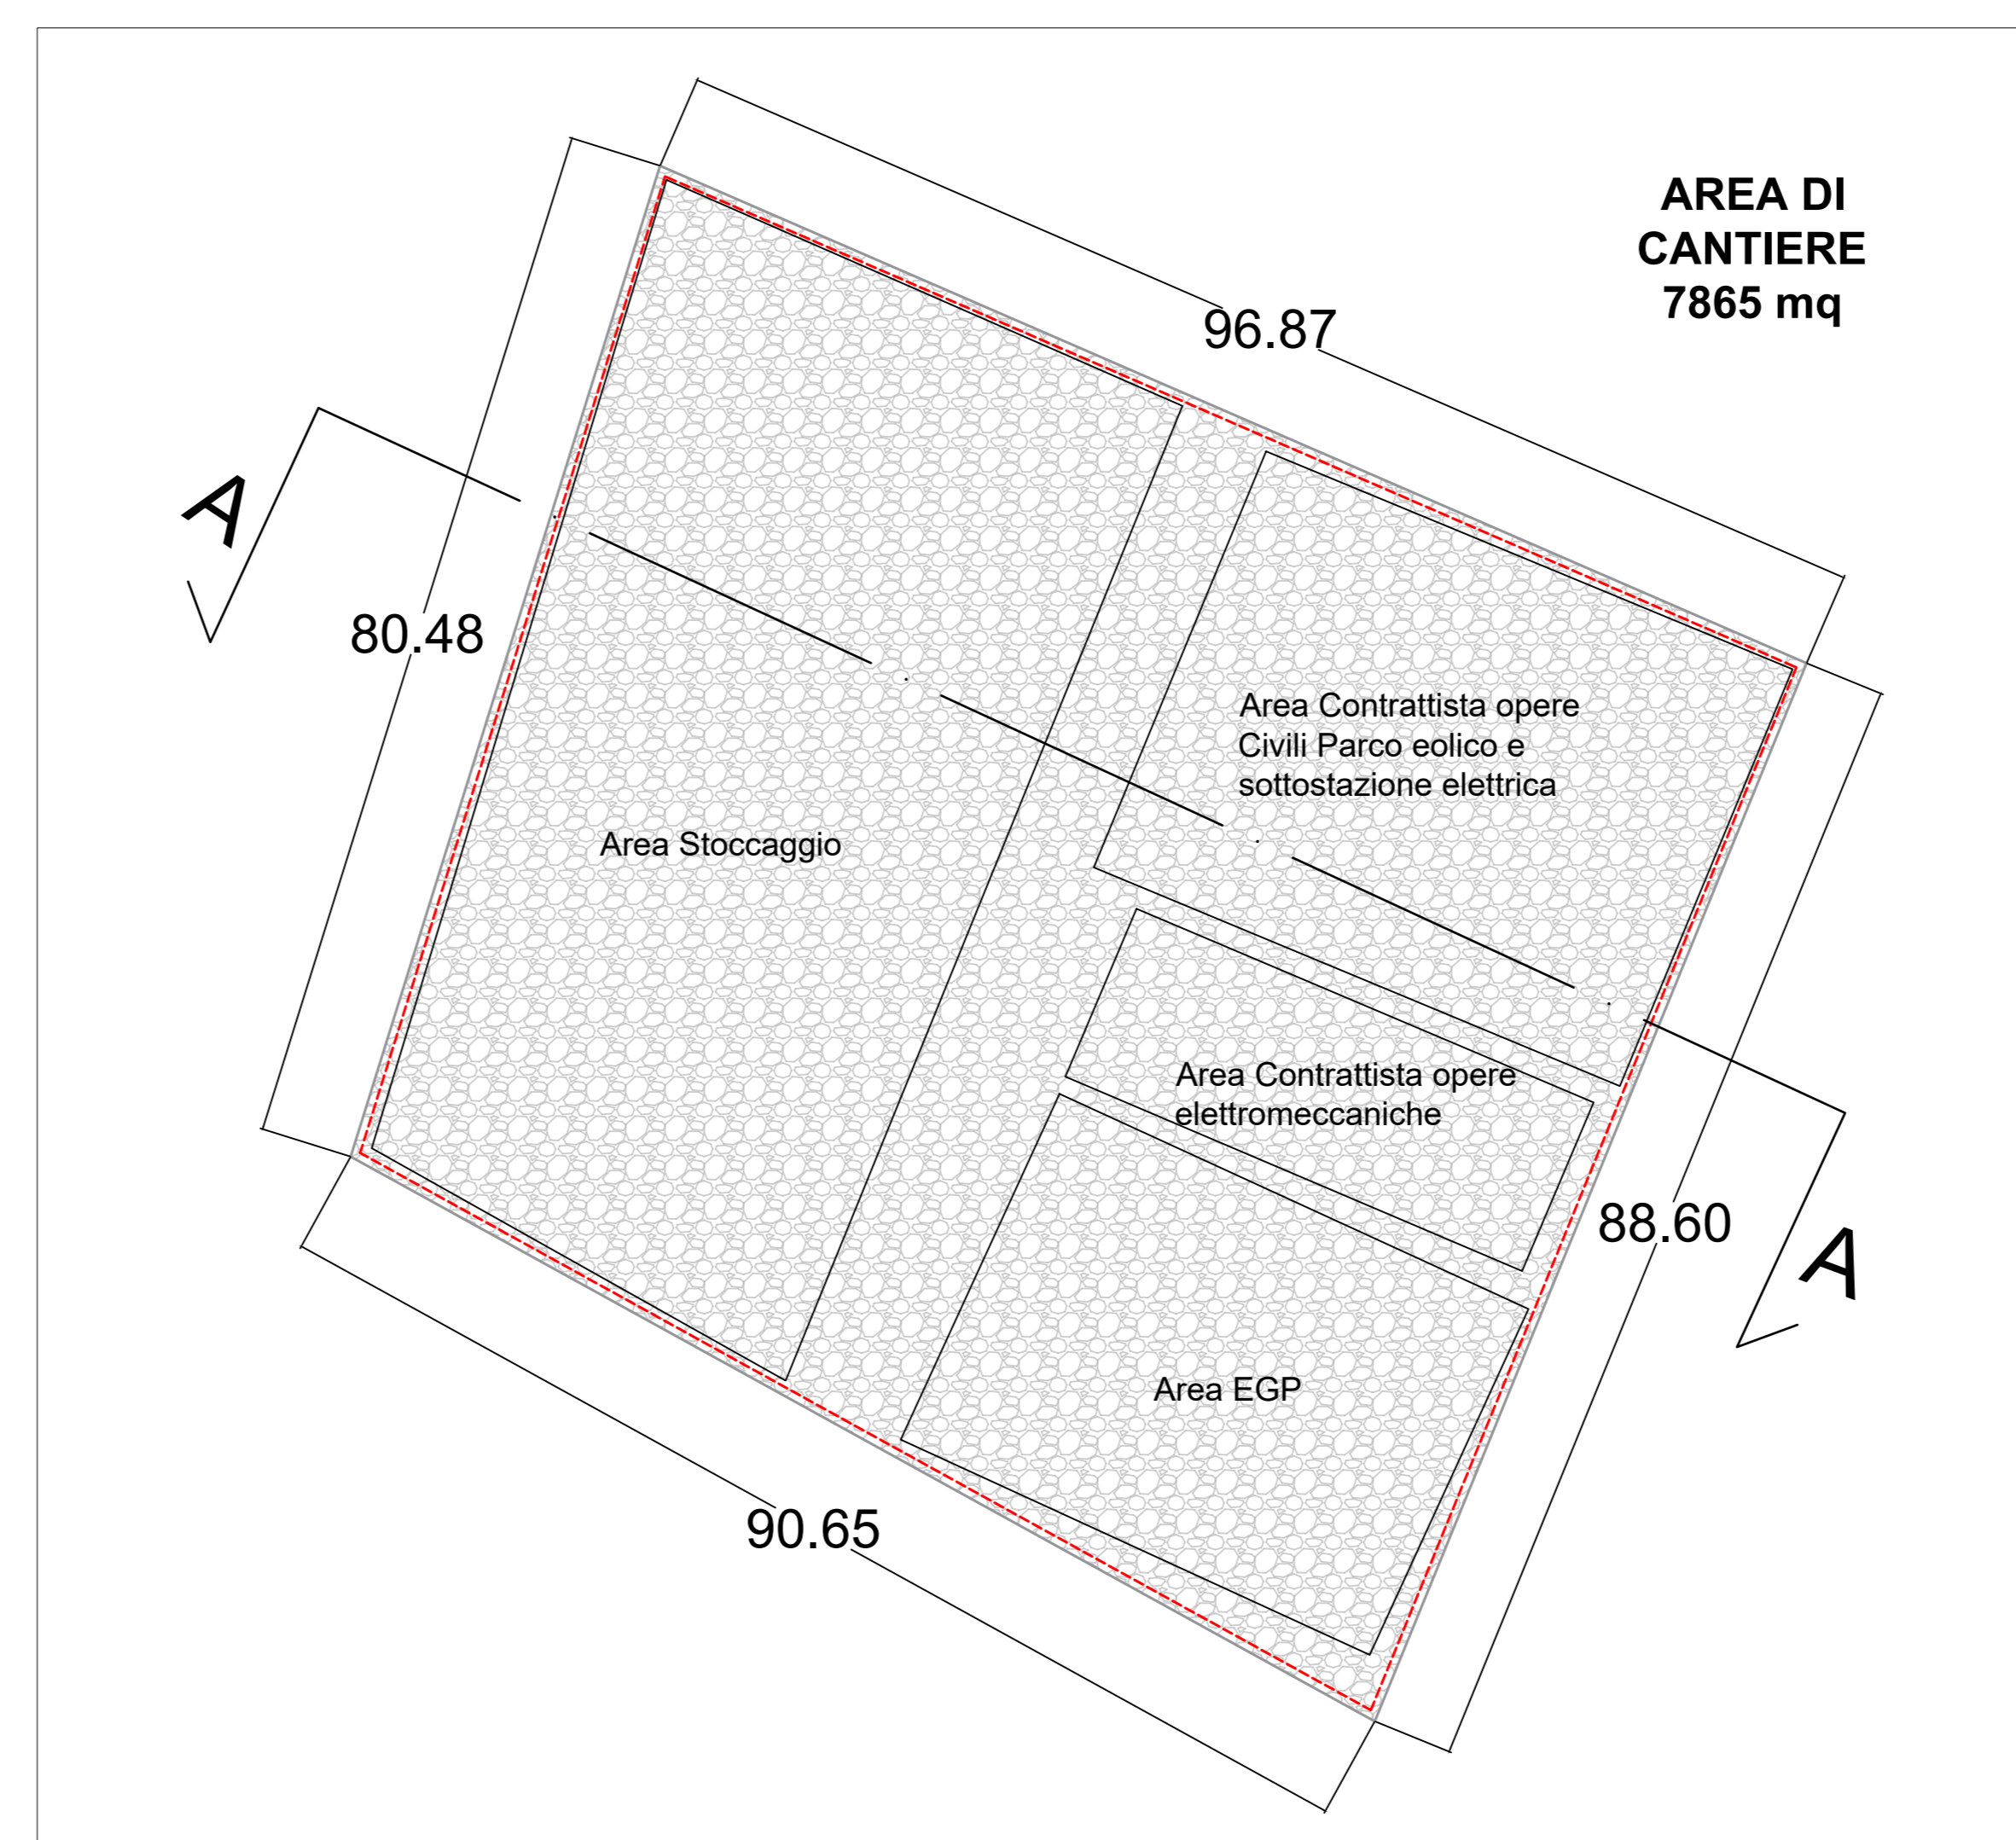 AREA DI
CANTIERE
7865 mq
96.87
A
80.48
Area Contrattista opere
Civili Parco eolico e
sottostazione elettrica
Area Stoccaggio
Area Contrattista opere
elettromeccaniche
88.60
A
Area EGP
90.65